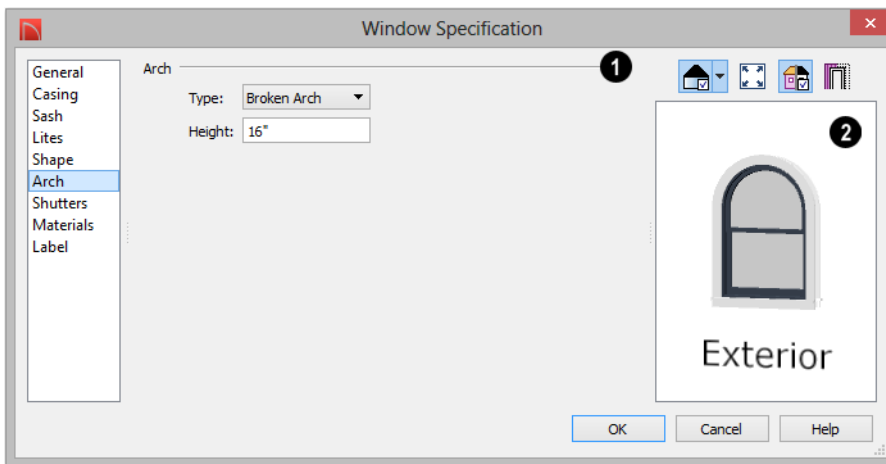 Window Specification
General
Casing
Sash
Lites
Shape
Arch
Shutters
Materials
Label
Arch
1
Type: Broken Arch
Height: 16"
2
Exterior
OK Cancel Help